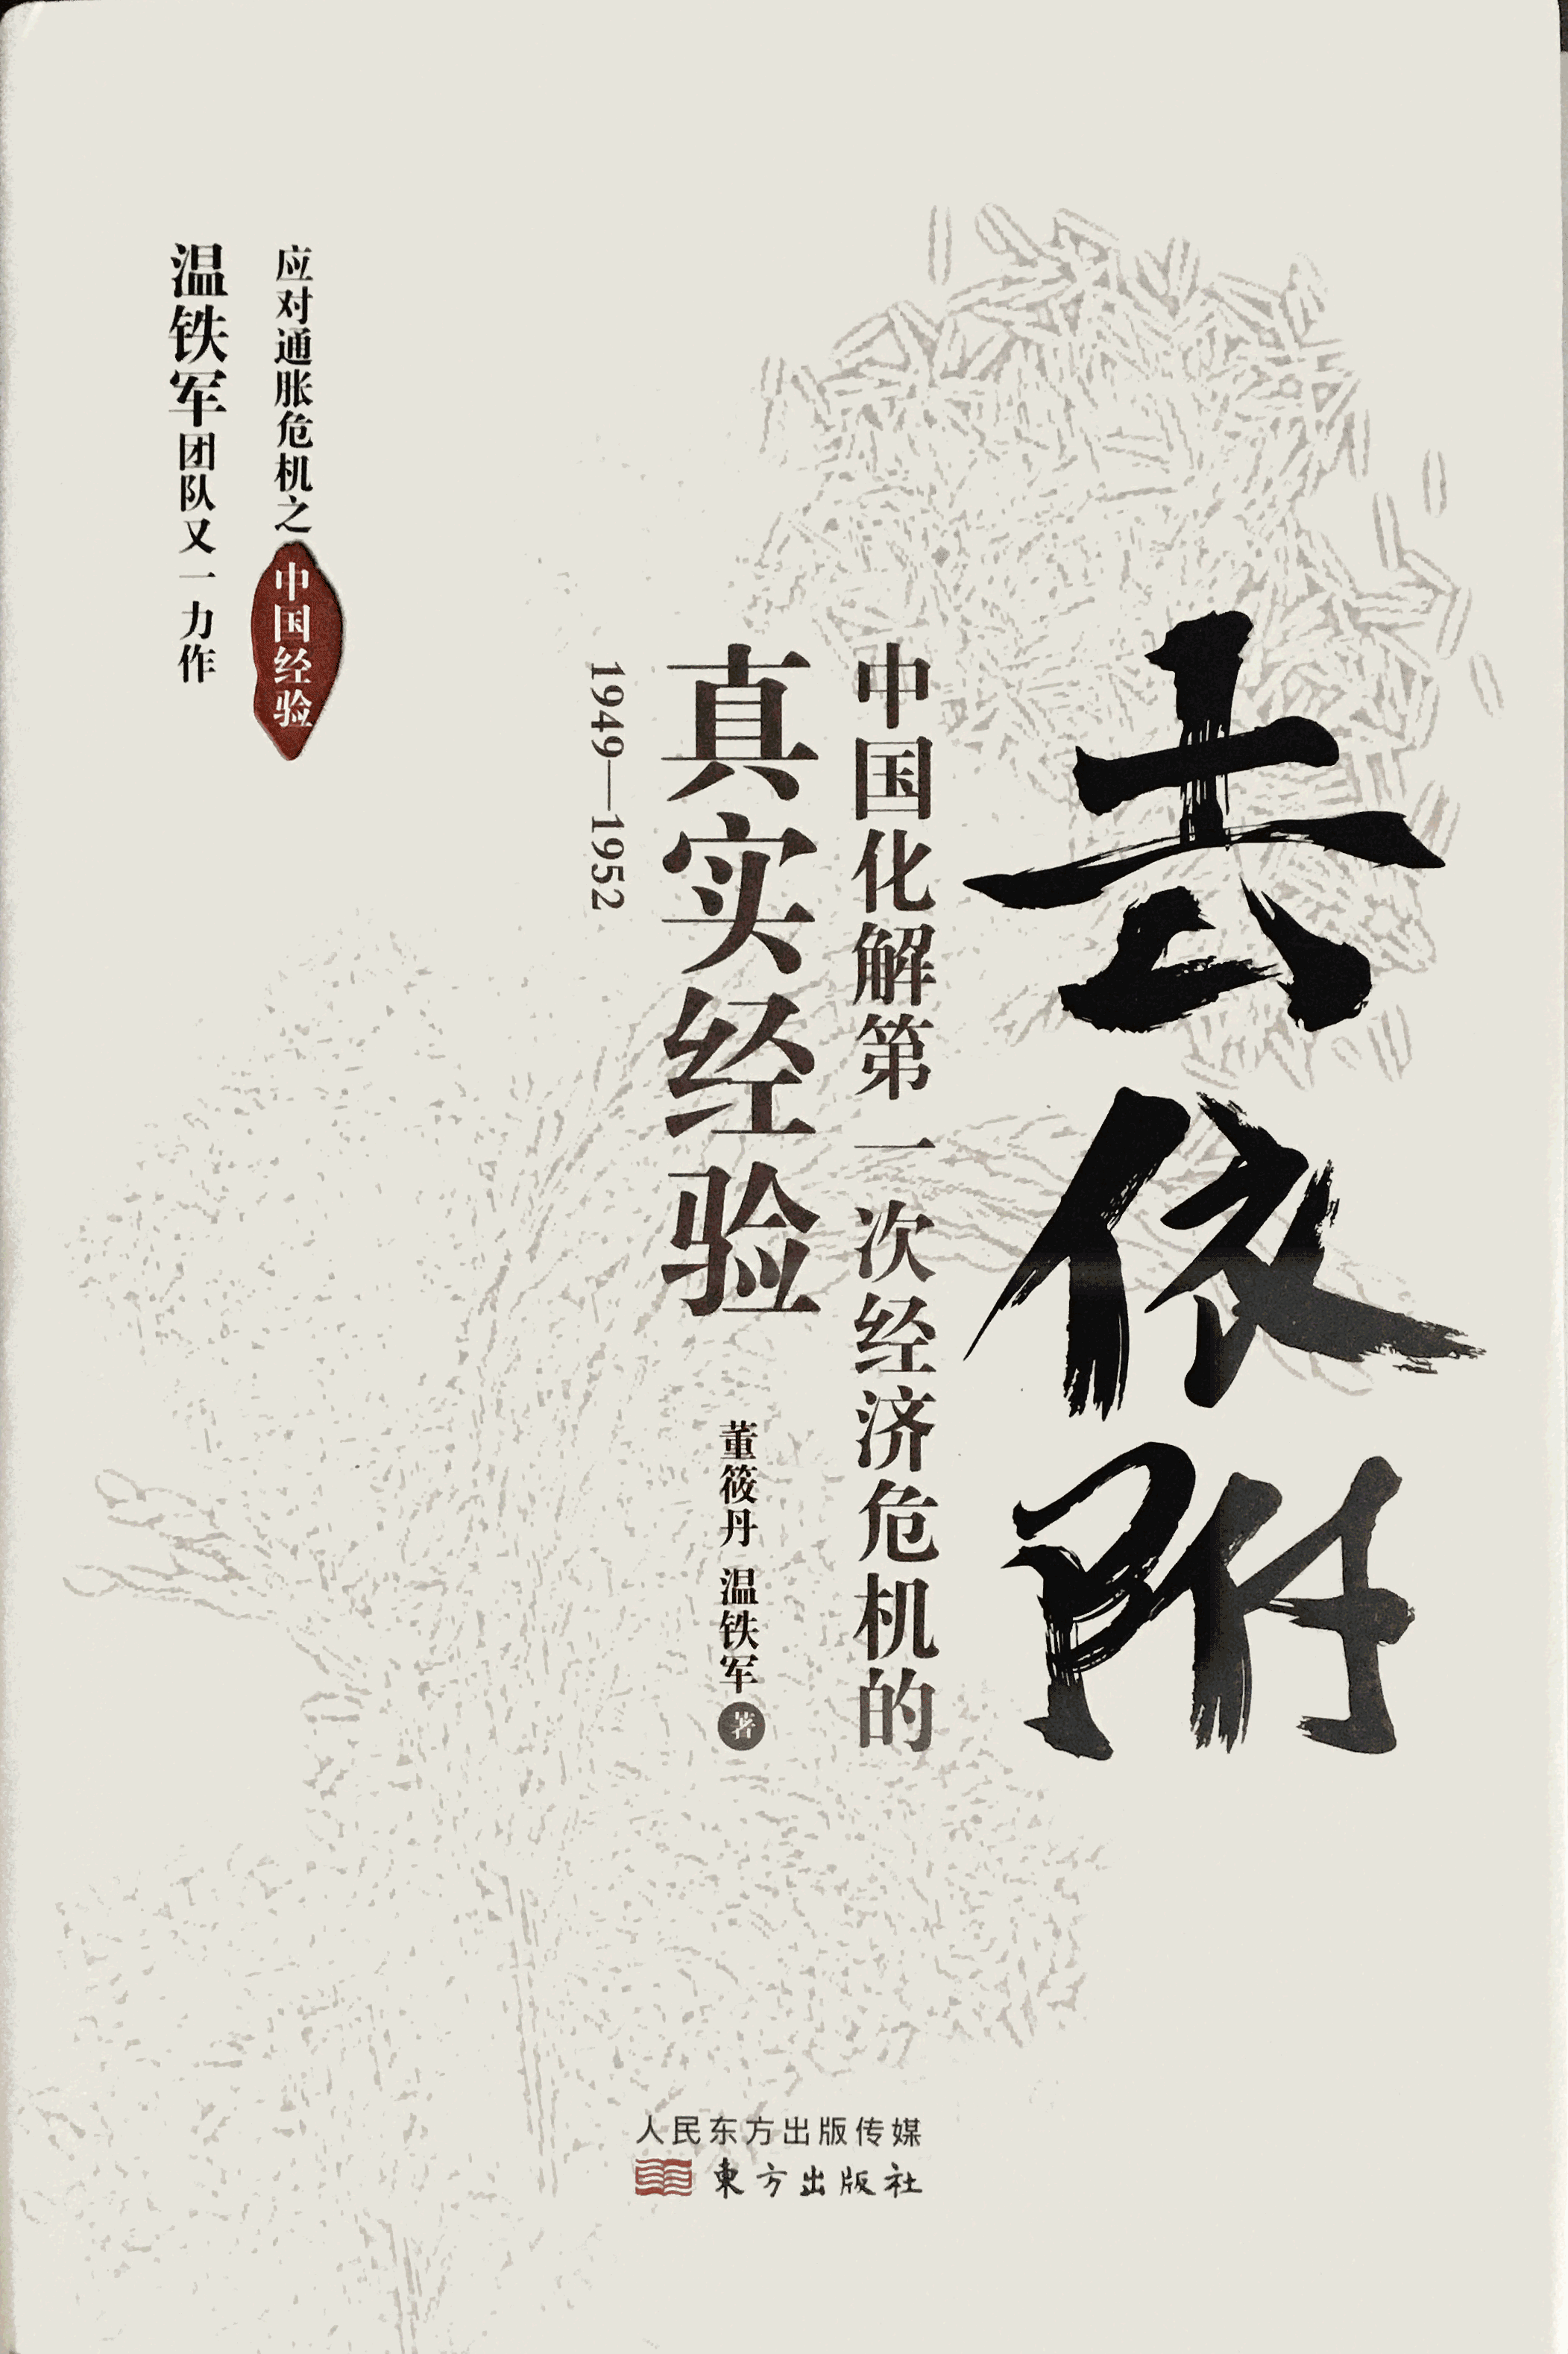 去依附
中国化解第一次经济危机的
真实经验
1949—1952
董筱丹 温铁军 著
应对通胀危机之中国经验
温铁军团队又一力作
人民东方出版传媒
東方出版社